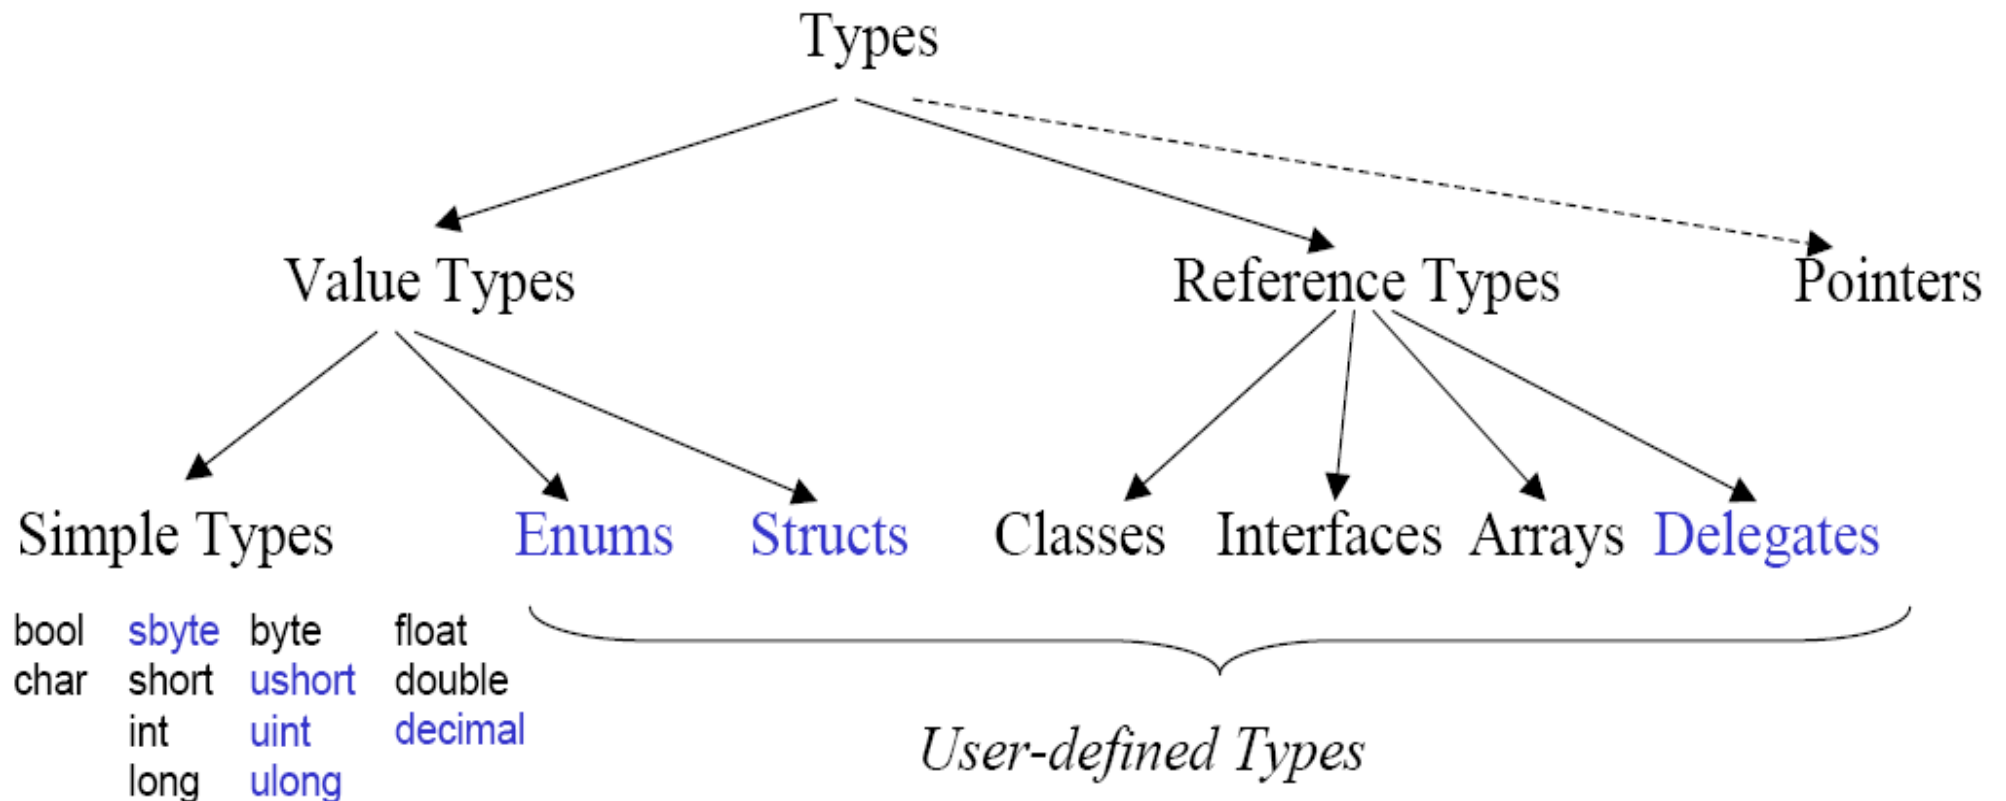 Types
Value Types Reference Types Pointers
Simple Types Enums Structs Classes Interfaces Arrays Delegates
bool sbyte byte float
char short ushort double
int uint decimal
long ulong
User-defined Types